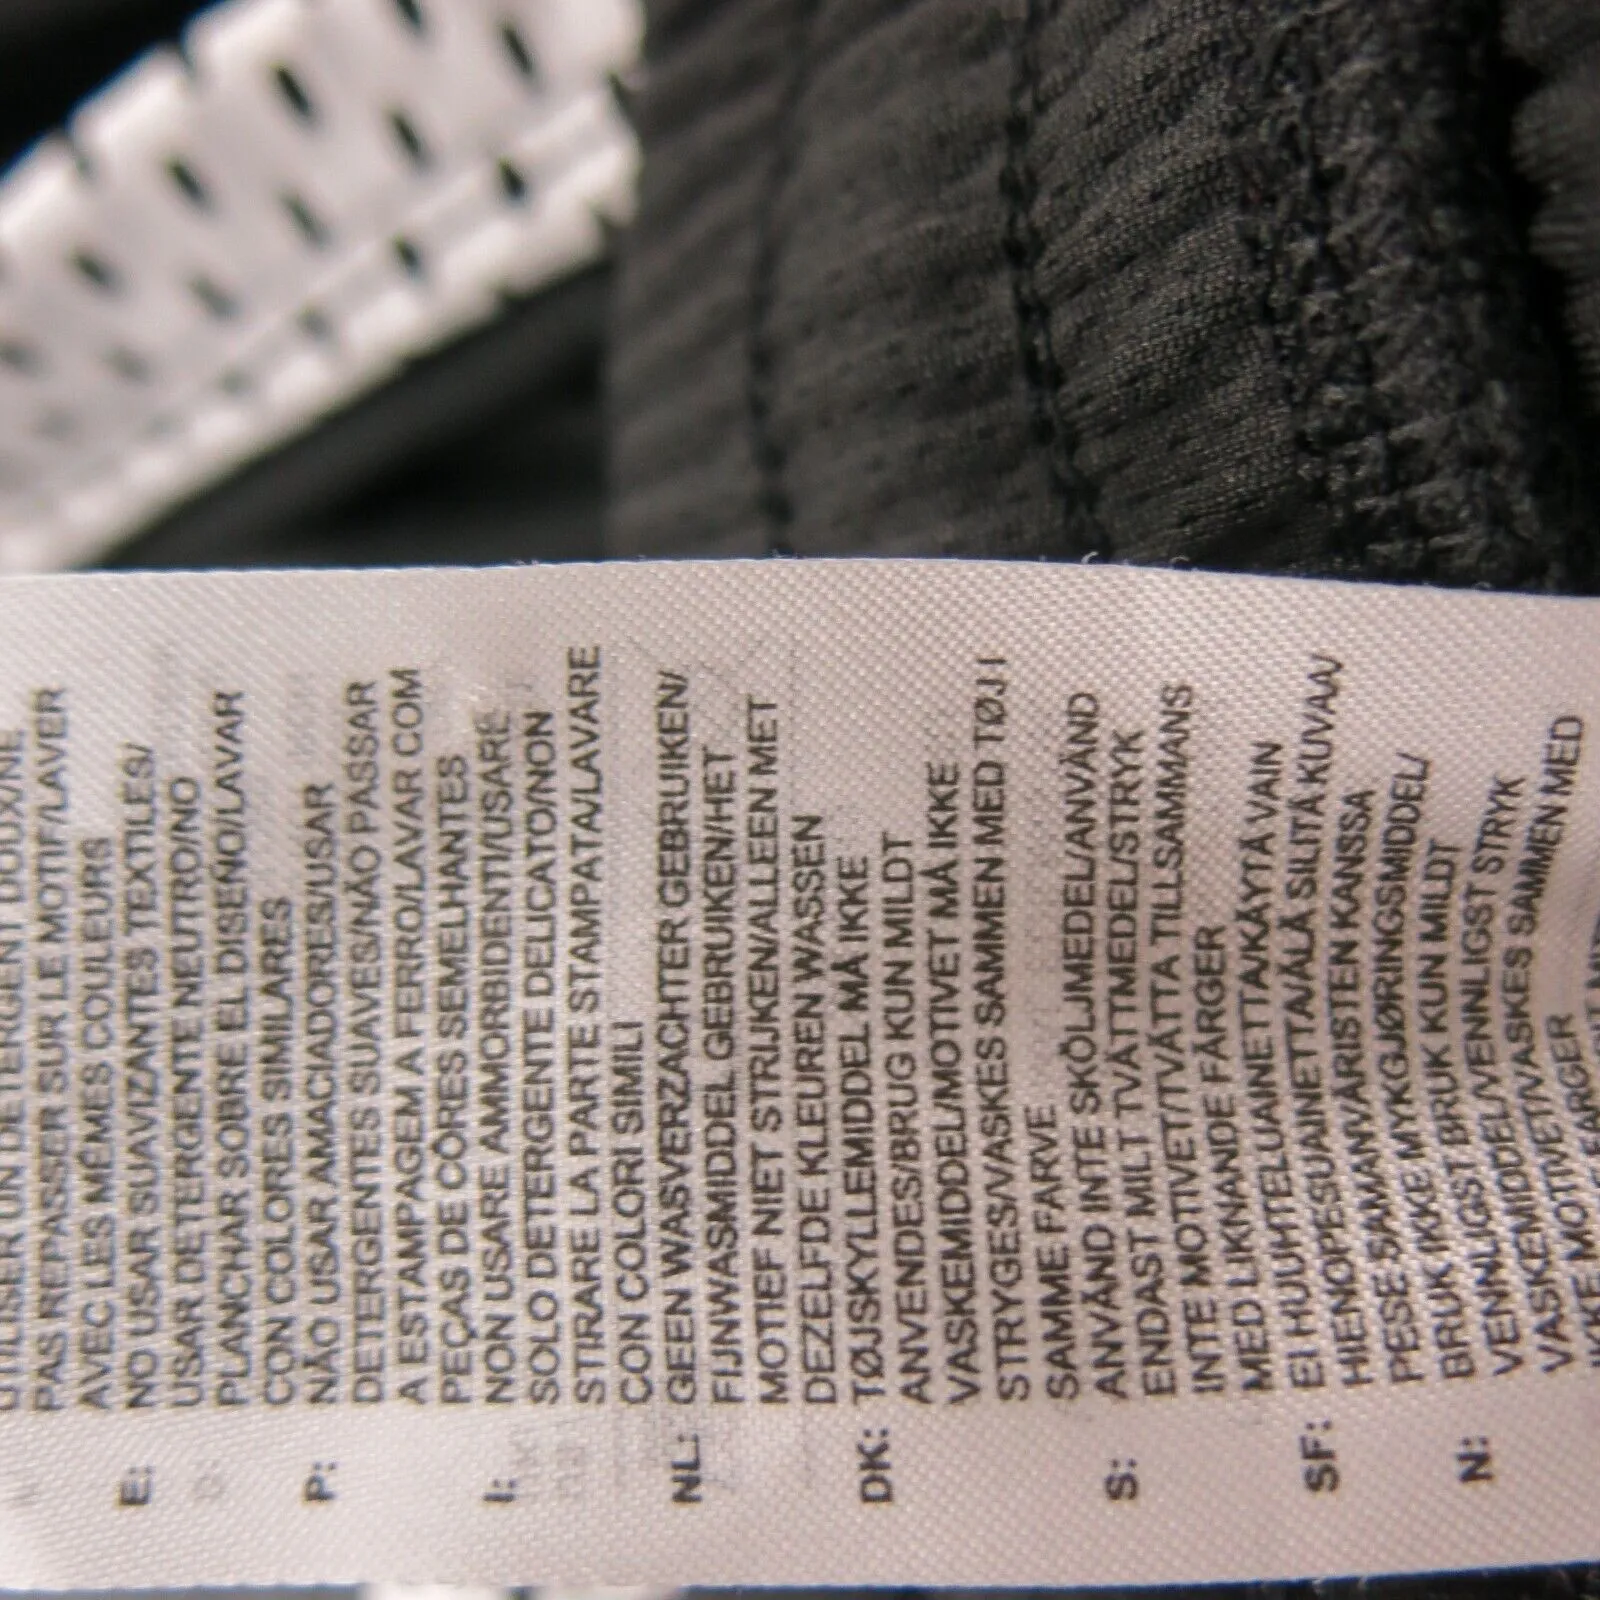 PAS REPASSER SUR LE MOTIF/LAVER
AVEC LES MÊMES COULEURS
E: NO USAR SUAVIZANTES TEXTILES/
USAR DETERGENTE NEUTRO/NO
PLANCHAR SOBRE EL DISEÑO/LAVAR
CON COLORES SIMILARES
P: NÃO USAR AMACIADORES/USAR
DETERGENTES SUAVES/NÃO PASSAR
A ESTAMPAGEM A FERRO/LAVAR COM
PEÇAS DE CÔRES SEMELHANTES
I: NON USARE AMMORBIDENTI/USARE
SOLO DETERGENTE DELICATO/NON
STIRARE LA PARTE STAMPATA/LAVARE
CON COLORI SIMILI
NL: GEEN WASVERZACHTER GEBRUIKEN/
FIJNWASMIDDEL GEBRUIKEN/HET
MOTIEF NIET STRIJKEN/ALLEEN MET
DEZELFDE KLEUREN WASSEN
DK: TØJSKYLLEMIDDEL MÅ IKKE
ANVENDES/BRUG KUN MILDT
VASKEMIDDEL/MOTIVET MÅ IKKE
STRYGES/VASKES SAMMEN MED TØJ I
SAMME FARVE
S: ANVÄND INTE SKÖLJMEDEL/ANVÄND
ENDAST MILT TVÄTTMEDEL/STRYK
INTE MOTIVET/TVÄTTA TILLSAMMANS
MED LIKNANDE FÄRGER
SF: EI HUUHTELUAINETTA/KÄYTÄ VAIN
HIENOPESUAINETTA/ÄLÄ SILITÄ KUVAA/
PESE SAMANVÄRISTEN KANSSA
N: BRUK IKKE MYKGJØRINGSMIDDEL/
VENNLIGST BRUK KUN MILDT
VASKEMIDDEL/VENNLIGST STRYK
IKKE MOTIVET/VASKES SAMMEN MED
FARGER